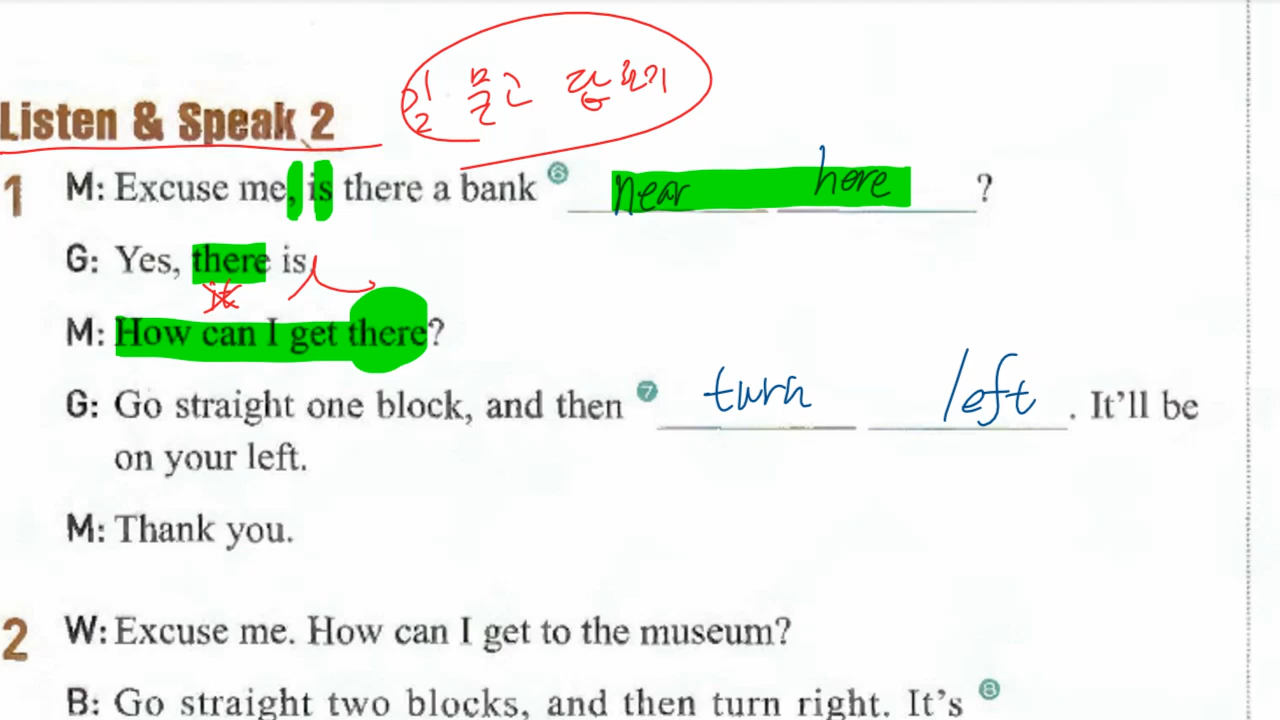 길 묻고 답하기
Listen & Speak 2
1 M: Excuse me, is there a bank ⑥ near here ?
G: Yes, there is.
it
M: How can I get there?
G: Go straight one block, and then ⑦ turn left . It'll be
on your left.
M: Thank you.
2 W: Excuse me. How can I get to the museum?
B: Go straight two blocks, and then turn right. It's ⑧